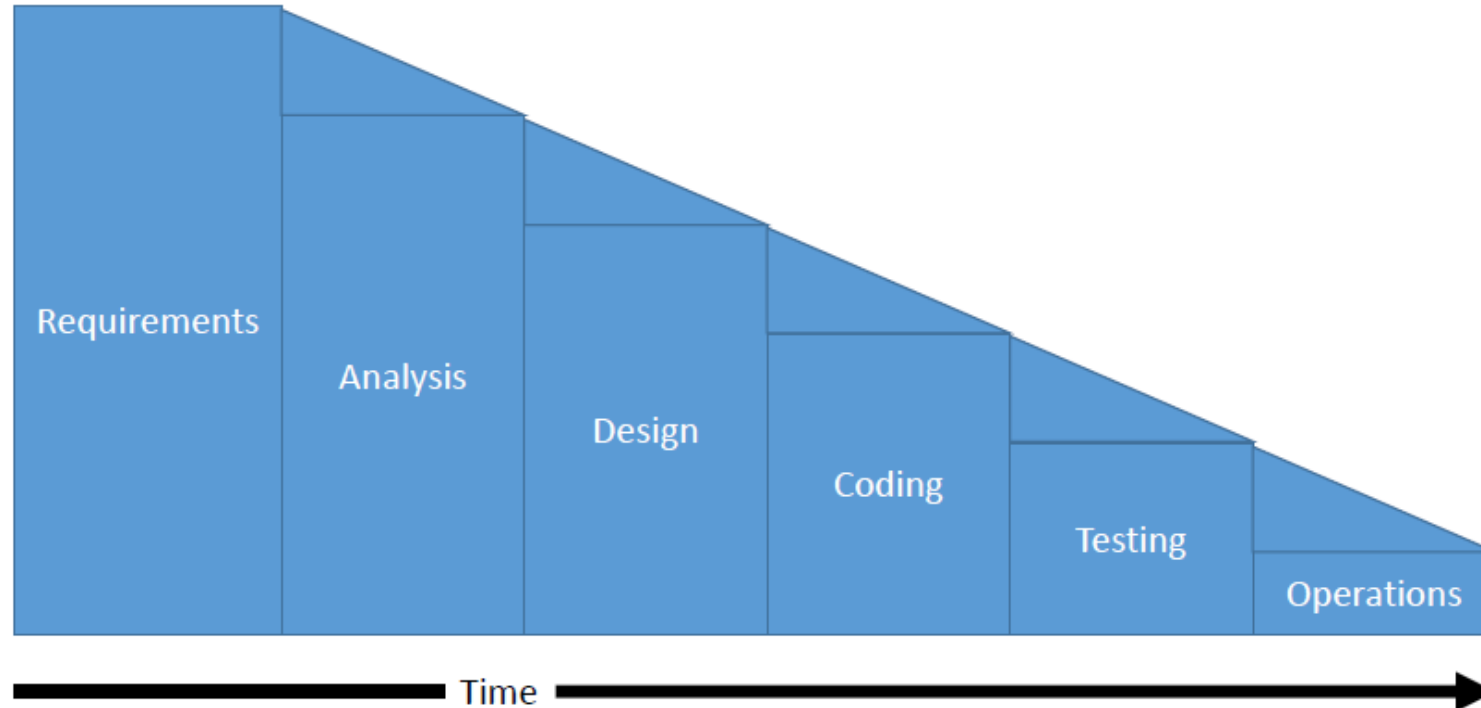 Requirements
Analysis
Design
Coding
Testing
Operations
Time